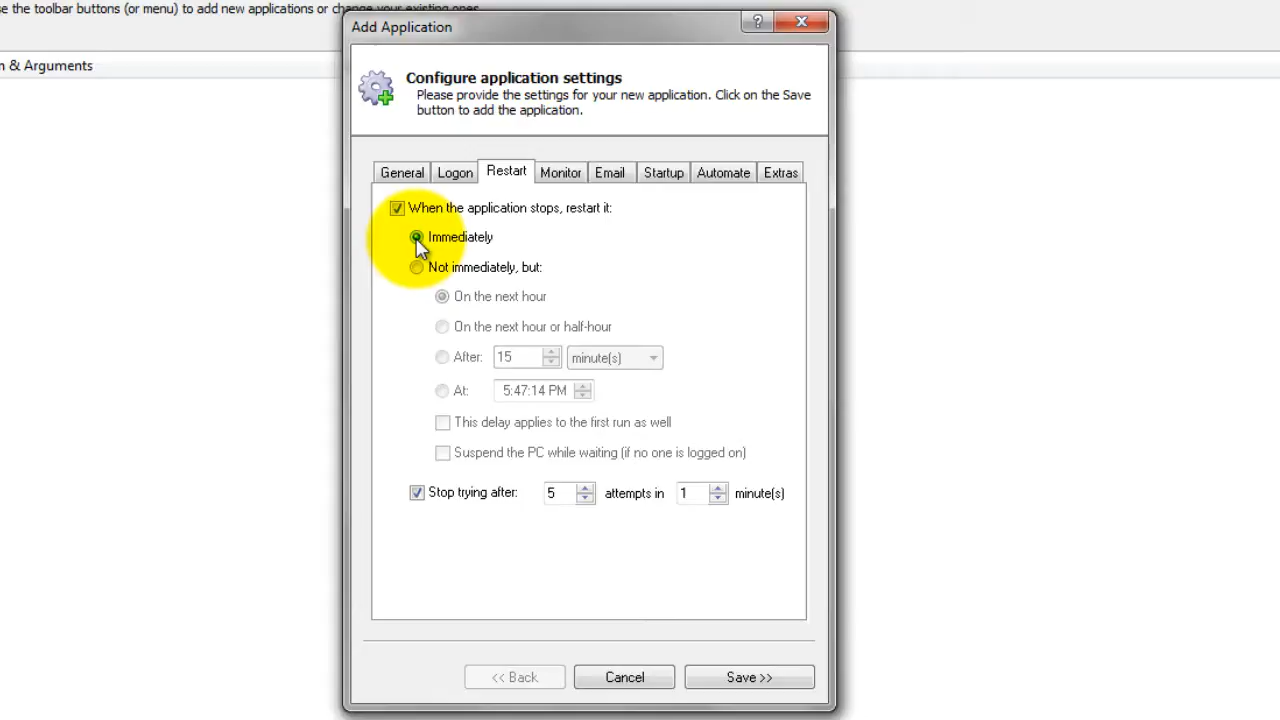 se the toolbar buttons (or menu) to add new applications or change your existing ones
Add Application
?
n & Arguments
Configure application settings
Please provide the settings for your new application. Click on the Save
button to add the application.
General Logon Restart Monitor Email Startup Automate Extras
When the application stops, restart it:
Immediately
Not immediately, but:
On the next hour
On the next hour or half-hour
After: 15 minute(s)
At: 5:47:14 PM
This delay applies to the first run as well
Suspend the PC while waiting (if no one is logged on)
Stop trying after: 5 attempts in 1 minute(s)
<< Back Cancel Save >>